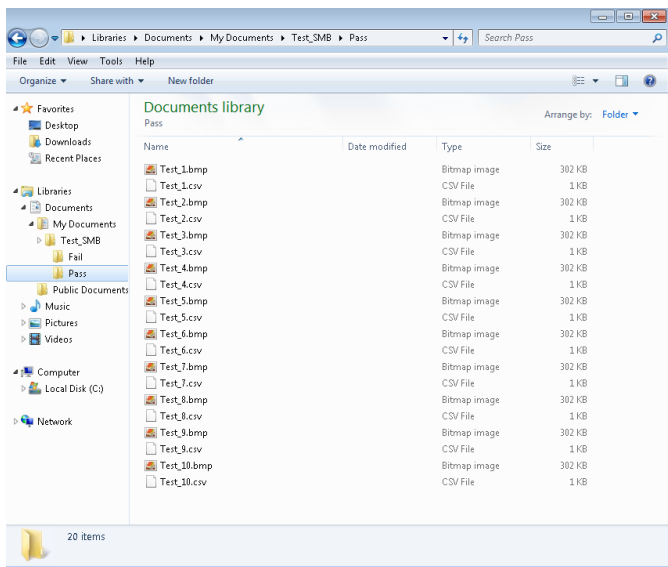 Libraries Documents My Documents Test_SMB Pass Search Pass
File Edit View Tools Help
Organize Share with New folder
Favorites
Desktop
Downloads
Recent Places
Libraries
Documents
My Documents
Test_SMB
Fail
Pass
Public Documents
Music
Pictures
Videos
Computer
Local Disk (C:)
Network
Documents library
Pass
Arrange by: Folder
Name Date modified Type Size
Test_1.bmp Bitmap image 302 KB
Test_1.csv CSV File 1 KB
Test_2.bmp Bitmap image 302 KB
Test_2.csv CSV File 1 KB
Test_3.bmp Bitmap image 302 KB
Test_3.csv CSV File 1 KB
Test_4.bmp Bitmap image 302 KB
Test_4.csv CSV File 1 KB
Test_5.bmp Bitmap image 302 KB
Test_5.csv CSV File 1 KB
Test_6.bmp Bitmap image 302 KB
Test_6.csv CSV File 1 KB
Test_7.bmp Bitmap image 302 KB
Test_7.csv CSV File 1 KB
Test_8.bmp Bitmap image 302 KB
Test_8.csv CSV File 1 KB
Test_9.bmp Bitmap image 302 KB
Test_9.csv CSV File 1 KB
Test_10.bmp Bitmap image 302 KB
Test_10.csv CSV File 1 KB
20 items